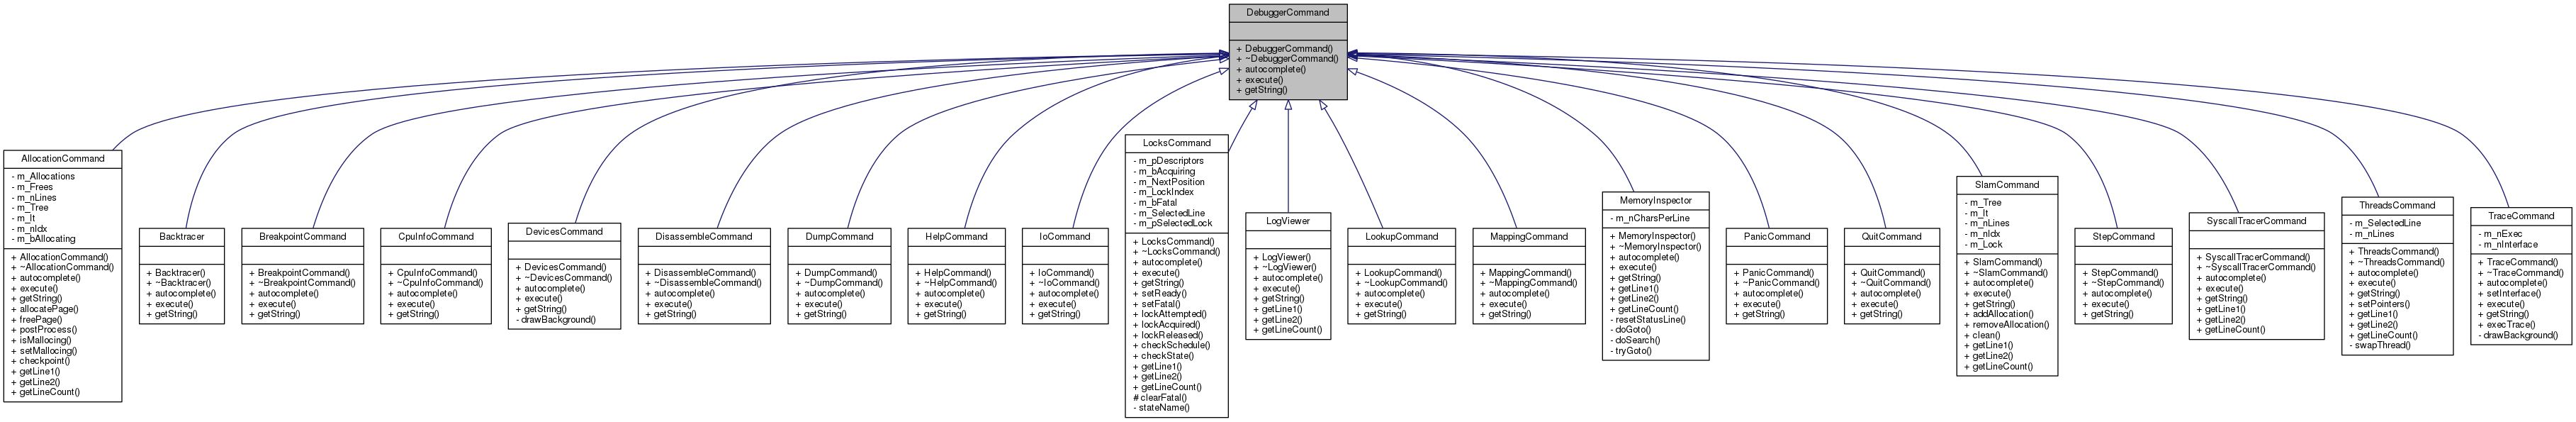 DebuggerCommand
+ DebuggerCommand()
+ ~DebuggerCommand()
+ autocomplete()
+ execute()
+ getString()
AllocationCommand
- m_Allocations
- m_Frees
- m_nLines
- m_Tree
- m_It
- m_nIdx
- m_bAllocating
+ AllocationCommand()
+ ~AllocationCommand()
+ autocomplete()
+ execute()
+ getString()
+ allocatePage()
+ freePage()
+ postProcess()
+ isMallocing()
+ setMallocing()
+ checkpoint()
+ getLine1()
+ getLine2()
+ getLineCount()
Backtracer
+ Backtracer()
+ ~Backtracer()
+ autocomplete()
+ execute()
+ getString()
BreakpointCommand
+ BreakpointCommand()
+ ~BreakpointCommand()
+ autocomplete()
+ execute()
+ getString()
CpuInfoCommand
+ CpuInfoCommand()
+ ~CpuInfoCommand()
+ autocomplete()
+ execute()
+ getString()
DevicesCommand
+ DevicesCommand()
+ ~DevicesCommand()
+ autocomplete()
+ execute()
+ getString()
- drawBackground()
DisassembleCommand
+ DisassembleCommand()
+ ~DisassembleCommand()
+ autocomplete()
+ execute()
+ getString()
DumpCommand
+ DumpCommand()
+ ~DumpCommand()
+ autocomplete()
+ execute()
+ getString()
HelpCommand
+ HelpCommand()
+ ~HelpCommand()
+ autocomplete()
+ execute()
+ getString()
IoCommand
+ IoCommand()
+ ~IoCommand()
+ autocomplete()
+ execute()
+ getString()
LocksCommand
- m_pDescriptors
- m_bAcquiring
- m_NextPosition
- m_LockIndex
- m_bFatal
- m_SelectedLine
- m_pSelectedLock
+ LocksCommand()
+ ~LocksCommand()
+ autocomplete()
+ execute()
+ getString()
+ setReady()
+ setFatal()
+ lockAttempted()
+ lockAcquired()
+ lockReleased()
+ checkSchedule()
+ checkState()
+ getLine1()
+ getLine2()
+ getLineCount()
# clearFatal()
- stateName()
LogViewer
+ LogViewer()
+ ~LogViewer()
+ autocomplete()
+ execute()
+ getString()
+ getLine1()
+ getLine2()
+ getLineCount()
LookupCommand
+ LookupCommand()
+ ~LookupCommand()
+ autocomplete()
+ execute()
+ getString()
MappingCommand
+ MappingCommand()
+ ~MappingCommand()
+ autocomplete()
+ execute()
+ getString()
MemoryInspector
- m_nCharsPerLine
+ MemoryInspector()
+ ~MemoryInspector()
+ autocomplete()
+ execute()
+ getString()
+ getLine1()
+ getLine2()
+ getLineCount()
- resetStatusLine()
- doGoto()
- doSearch()
- tryGoto()
PanicCommand
+ PanicCommand()
+ ~PanicCommand()
+ autocomplete()
+ execute()
+ getString()
QuitCommand
+ QuitCommand()
+ ~QuitCommand()
+ autocomplete()
+ execute()
+ getString()
SlamCommand
- m_Tree
- m_It
- m_nLines
- m_nIdx
- m_Lock
+ SlamCommand()
+ ~SlamCommand()
+ autocomplete()
+ execute()
+ getString()
+ addAllocation()
+ removeAllocation()
+ clean()
+ getLine1()
+ getLine2()
+ getLineCount()
StepCommand
+ StepCommand()
+ ~StepCommand()
+ autocomplete()
+ execute()
+ getString()
SyscallTracerCommand
+ SyscallTracerCommand()
+ ~SyscallTracerCommand()
+ autocomplete()
+ execute()
+ getString()
+ getLine1()
+ getLine2()
+ getLineCount()
ThreadsCommand
- m_SelectedLine
- m_nLines
+ ThreadsCommand()
+ ~ThreadsCommand()
+ autocomplete()
+ execute()
+ getString()
+ setPointers()
+ getLine1()
+ getLine2()
+ getLineCount()
- swapThread()
TraceCommand
- m_nExec
- m_nInterface
+ TraceCommand()
+ ~TraceCommand()
+ autocomplete()
+ setInterface()
+ execute()
+ getString()
+ execTrace()
- drawBackground()